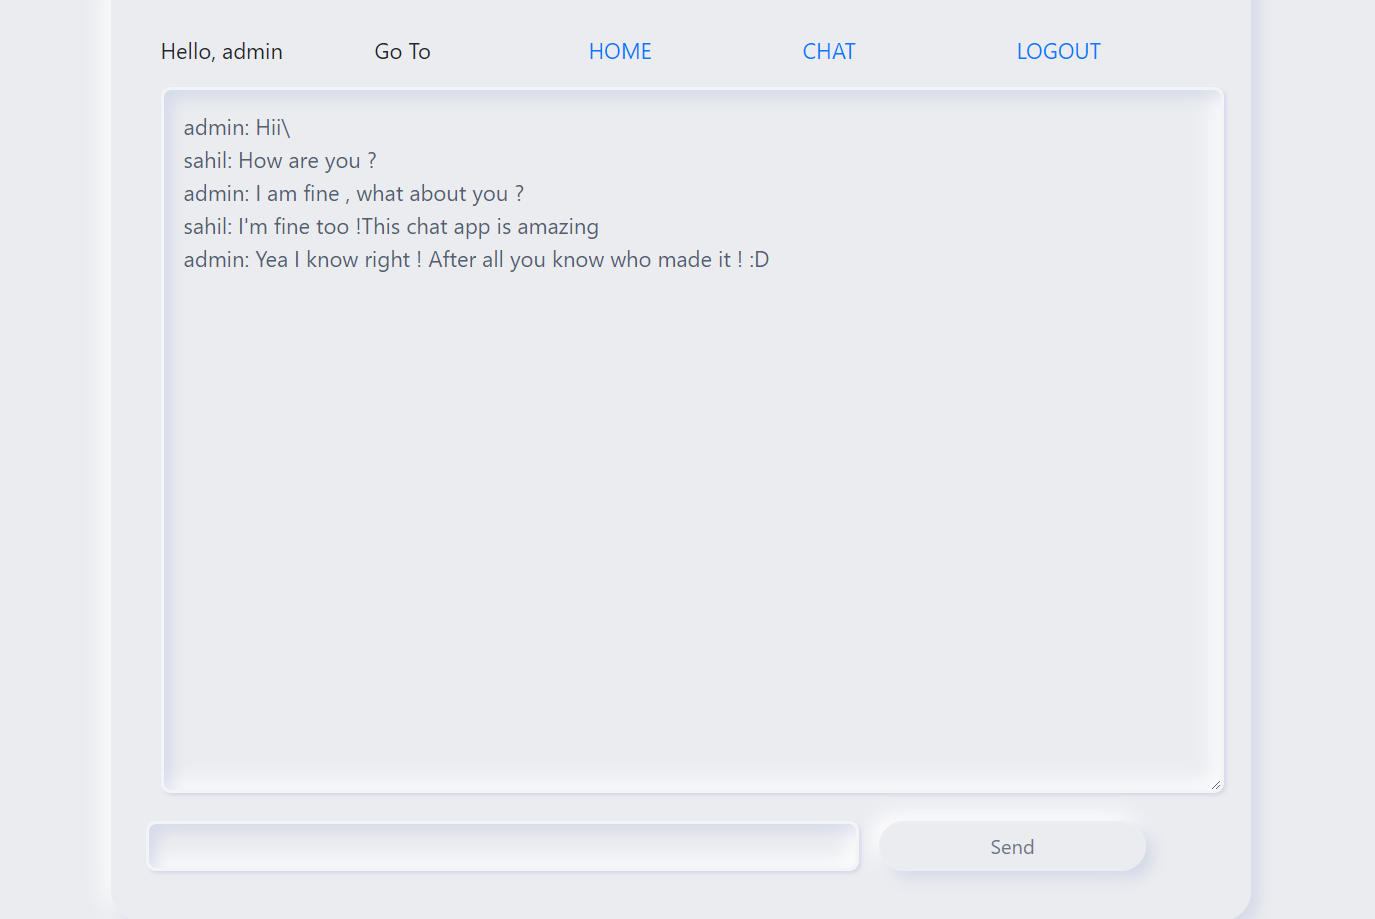 Hello, admin Go To HOME CHAT LOGOUT
admin: Hii\
sahil: How are you ?
admin: I am fine , what about you ?
sahil: I'm fine too !This chat app is amazing
admin: Yea I know right ! After all you know who made it ! :D
Send